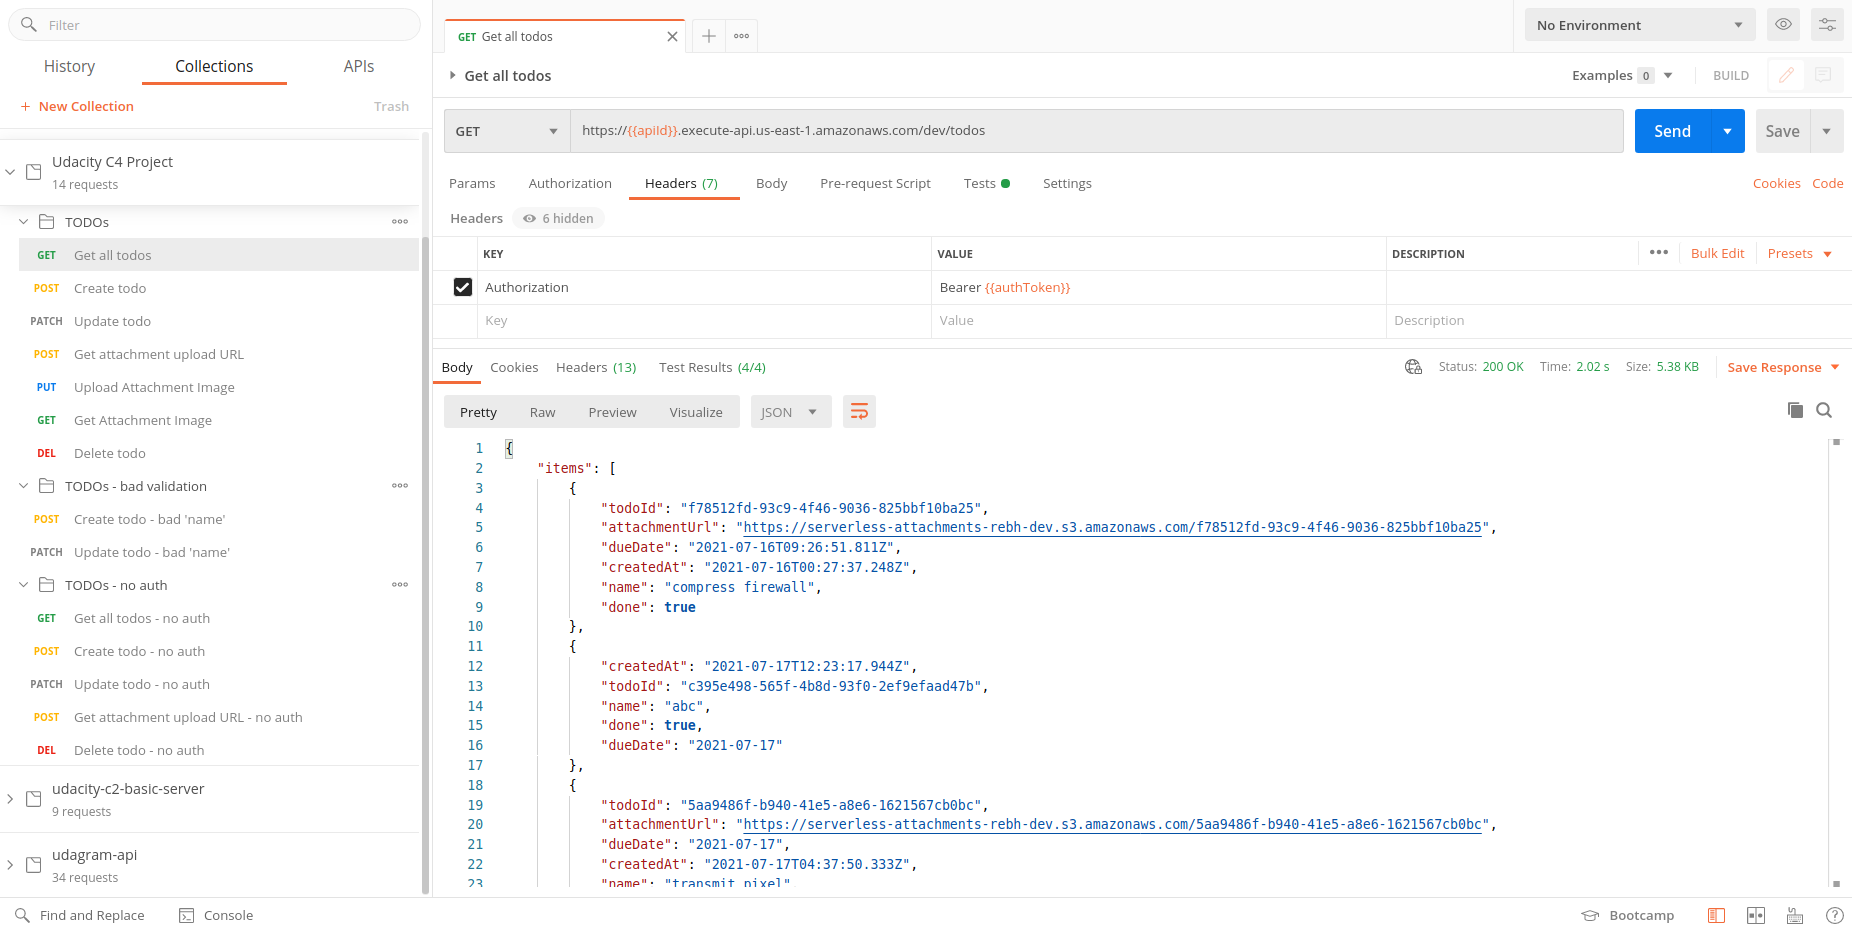 Filter
History Collections APIs
+ New Collection Trash
Udacity C4 Project
14 requests
TODOs
GET Get all todos
POST Create todo
PATCH Update todo
POST Get attachment upload URL
PUT Upload Attachment Image
GET Get Attachment Image
DEL Delete todo
TODOs - bad validation
POST Create todo - bad 'name'
PATCH Update todo - bad 'name'
TODOs - no auth
GET Get all todos - no auth
POST Create todo - no auth
PATCH Update todo - no auth
POST Get attachment upload URL - no auth
DEL Delete todo - no auth
udacity-c2-basic-server
9 requests
udagram-api
34 requests
GET Get all todos
No Environment
Get all todos
Examples 0 BUILD
GET https://{{apiId}}.execute-api.us-east-1.amazonaws.com/dev/todos Send Save
Params Authorization Headers (7) Body Pre-request Script Tests Settings Cookies Code
Headers 6 hidden
KEY VALUE DESCRIPTION Bulk Edit Presets
Authorization Bearer {{authToken}}
Key Value Description
Body Cookies Headers (13) Test Results (4/4) Status: 200 OK Time: 2.02 s Size: 5.38 KB Save Response
Pretty Raw Preview Visualize JSON
1 {
2 "items": [
3 {
4 "todoId": "f78512fd-93c9-4f46-9036-825bbf10ba25",
5 "attachmentUrl": "https://serverless-attachments-rebh-dev.s3.amazonaws.com/f78512fd-93c9-4f46-9036-825bbf10ba25",
6 "dueDate": "2021-07-16T09:26:51.811Z",
7 "createdAt": "2021-07-16T00:27:37.248Z",
8 "name": "compress firewall",
9 "done": true
10 },
11 {
12 "createdAt": "2021-07-17T12:23:17.944Z",
13 "todoId": "c395e498-565f-4b8d-93f0-2ef9efaad47b",
14 "name": "abc",
15 "done": true,
16 "dueDate": "2021-07-17"
17 },
18 {
19 "todoId": "5aa9486f-b940-41e5-a8e6-1621567cb0bc",
20 "attachmentUrl": "https://serverless-attachments-rebh-dev.s3.amazonaws.com/5aa9486f-b940-41e5-a8e6-1621567cb0bc",
21 "dueDate": "2021-07-17",
22 "createdAt": "2021-07-17T04:37:50.333Z",
23 "name": "transmit pixel"
Find and Replace Console Bootcamp